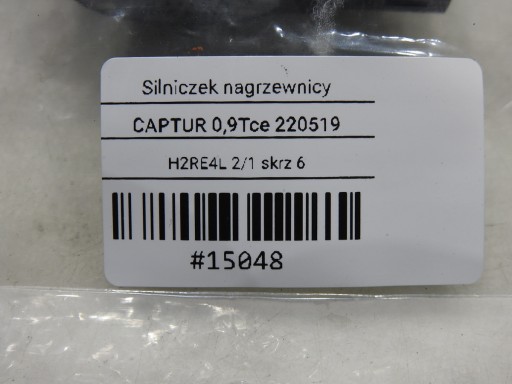 Silniczek nagrzewnicy
CAPTUR 0,9Tce 220519
H2RE4L 2/1 skrz 6
#15048